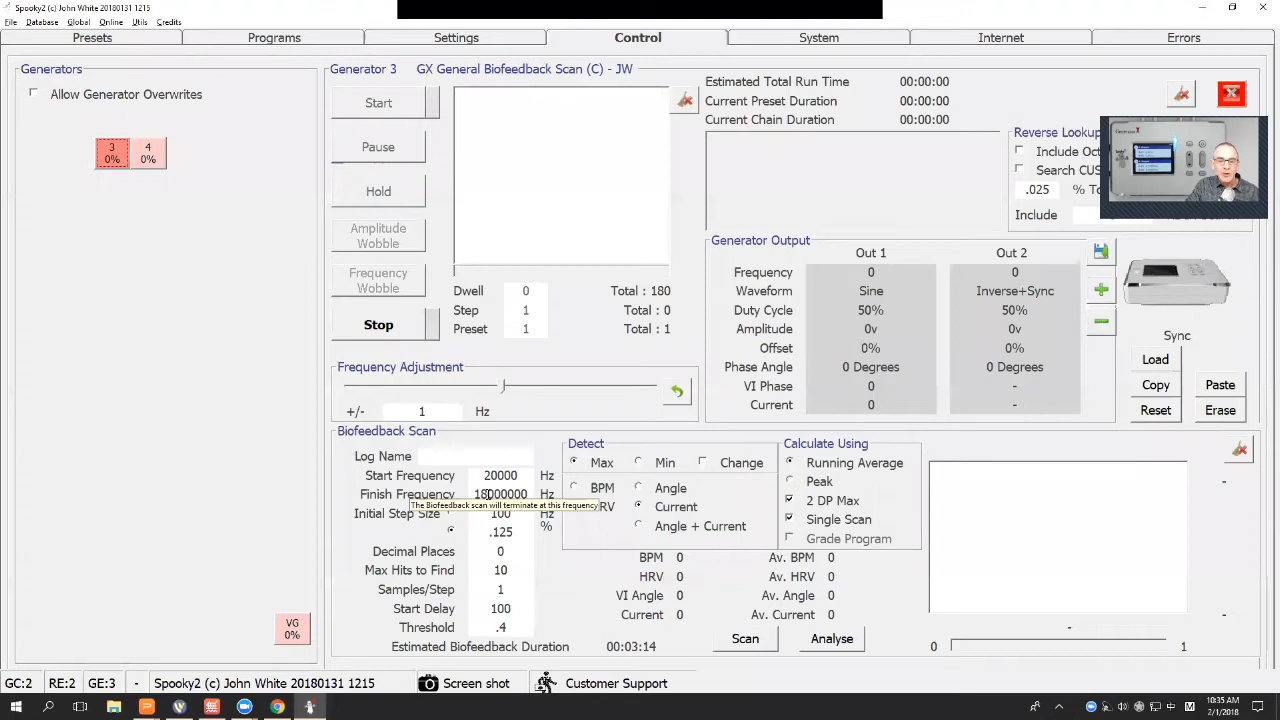 Spooky2 (c) John White 20180131 1215
File Database Global Online Utils Credits
Presets Programs Settings Control System Internet Errors
Generators
Allow Generator Overwrites
3
0%
4
0%
VG
0%
Generator 3 GX General Biofeedback Scan (C) - JW
Start
Pause
Hold
Amplitude
Wobble
Frequency
Wobble
Stop
Dwell 0 Total : 180
Step 1 Total : 0
Preset 1 Total : 1
Estimated Total Run Time 00:00:00
Current Preset Duration 00:00:00
Current Chain Duration 00:00:00
Reverse Lookup
Include Oct
Search CUS
.025 % To
Include
Generator Output
Out 1 Out 2
Frequency 0 0
Waveform Sine Inverse+Sync
Duty Cycle 50% 50%
Amplitude 0v 0v
Offset 0% 0%
Phase Angle 0 Degrees 0 Degrees
VI Phase 0 -
Current 0 -
Sync
Load
Copy Paste
Reset Erase
Frequency Adjustment
+/- 1 Hz
Biofeedback Scan
Log Name
Start Frequency 20000 Hz
Finish Frequency 18000000 Hz
The Biofeedback scan will terminate at this frequency
Initial Step Size 100 Hz
.125 %
Decimal Places 0
Max Hits to Find 10
Samples/Step 1
Start Delay 100
Threshold .4
Estimated Biofeedback Duration 00:03:14
Detect
Max Min Change
BPM Angle
RV Current
Angle + Current
Calculate Using
Running Average
Peak
2 DP Max
Single Scan
Grade Program
BPM 0 Av. BPM 0
HRV 0 Av. HRV 0
VI Angle 0 Av. Angle 0
Current 0 Av. Current 0
Scan Analyse
-
-
-
0 1
GC:2 RE:2 GE:3 - Spooky2 (c) John White 20180131 1215 Screen shot Customer Support
10:35 AM
2/1/2018